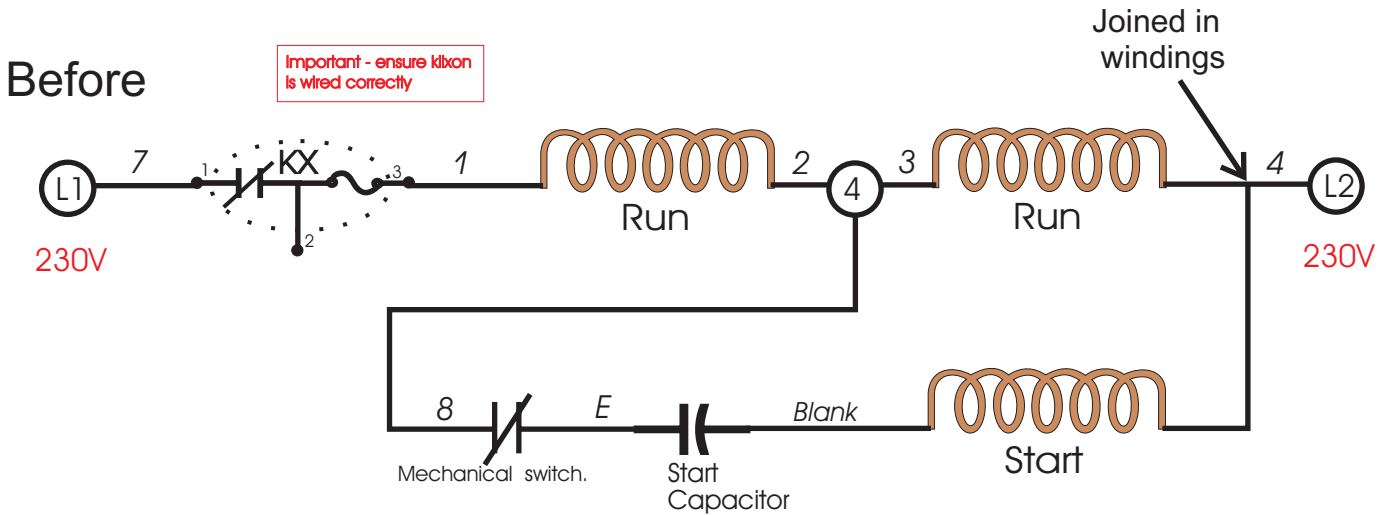 Before
Important - ensure klixon
is wired correctly
Joined in
windings
L1
7
1
KX
3
1
2
4
3
4
L2
Run
Run
2
230V
230V
8
E
Blank
Mechanical switch.
Start
Capacitor
Start